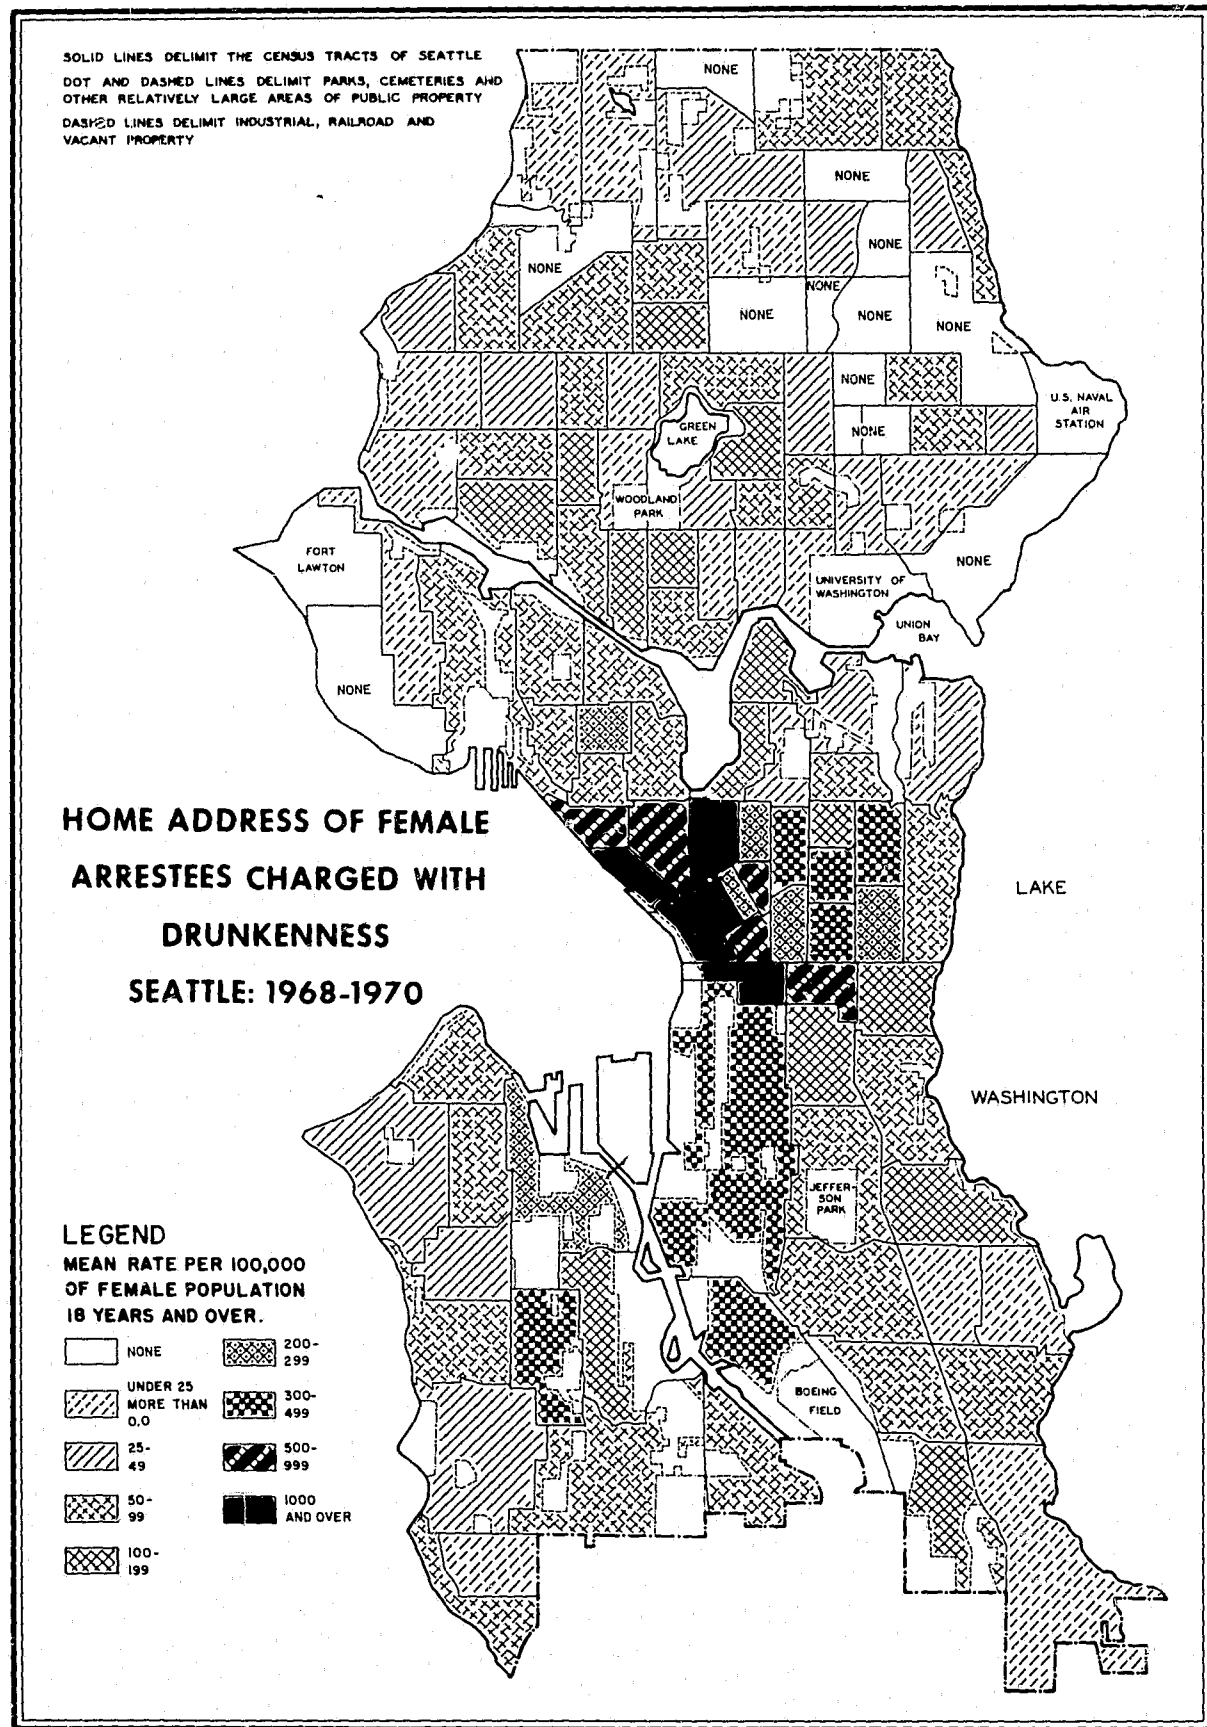 SOLID LINES DELIMIT THE CENSUS TRACTS OF SEATTLE
DOT AND DASHED LINES DELIMIT PARKS, CEMETERIES AND
OTHER RELATIVELY LARGE AREAS OF PUBLIC PROPERTY
DASHED LINES DELIMIT INDUSTRIAL, RAILROAD AND
VACANT PROPERTY
NONE
NONE
NONE
NONE
NONE
NONE
NONE
NONE
NONE
U.S. NAVAL
AIR
STATION
GREEN
LAKE
NONE
WOODLAND
PARK
FORT
LAWTON
NONE
UNIVERSITY OF
WASHINGTON
UNION
BAY
NONE
HOME ADDRESS OF FEMALE
ARRESTEES CHARGED WITH
DRUNKENNESS
SEATTLE: 1968-1970
LAKE
WASHINGTON
JEFFER-
SON
PARK
BOEING
FIELD
LEGEND
MEAN RATE PER 100,000
OF FEMALE POPULATION
18 YEARS AND OVER.
NONE
UNDER 25
MORE THAN
0.0
25-
49
50-
99
100-
199
200-
299
300-
499
500-
999
1000
AND OVER